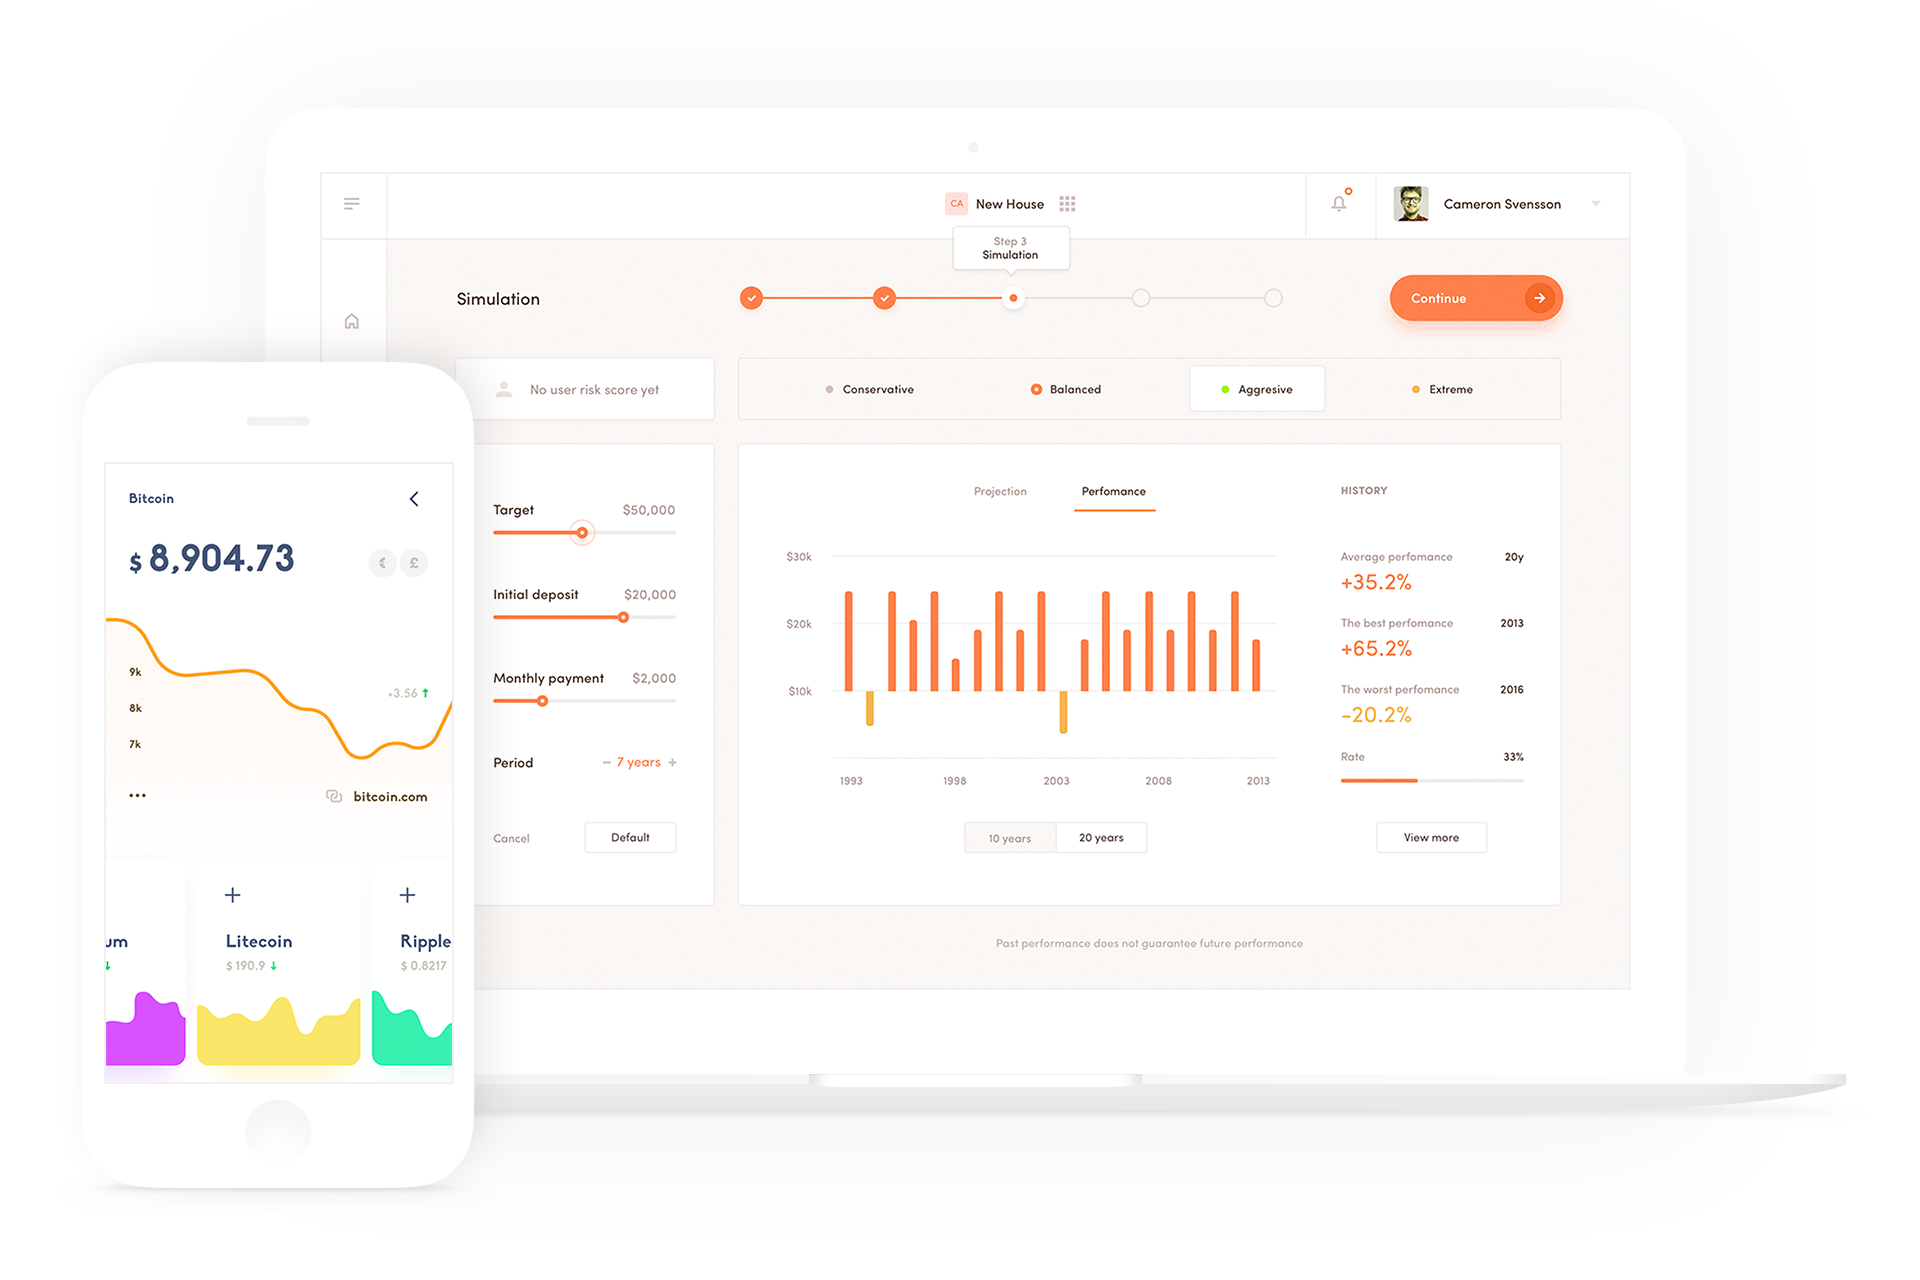 CA New House
Cameron Svensson
Step 3
Simulation
Simulation
Continue
No user risk score yet
Conservative
Balanced
Aggresive
Extreme
Target $50,000
Initial deposit $20,000
Monthly payment $2,000
Period − 7 years +
Cancel
Default
Projection
Perfomance
$30k
$20k
$10k
1993 1998 2003 2008 2013
10 years
20 years
HISTORY
Average perfomance 20y
+35.2%
The best perfomance 2013
+65.2%
The worst perfomance 2016
-20.2%
Rate 33%
View more
Past performance does not guarantee future performance
Bitcoin
$ 8,904.73
€ £
9k
+3.56
8k
7k
bitcoin.com
um
Litecoin
$ 190.9
Ripple
$ 0.8217